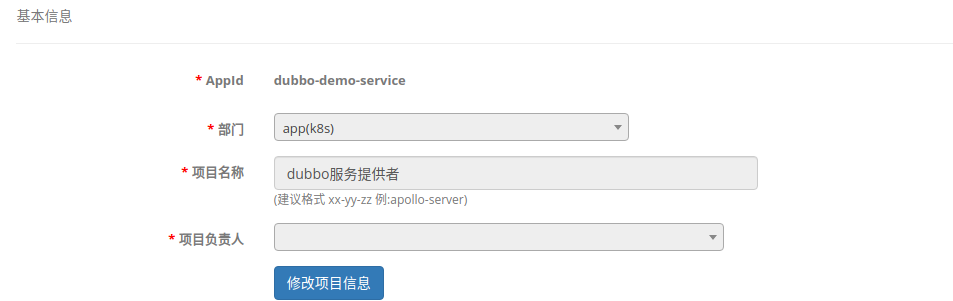 基本信息
* AppId dubbo-demo-service
* 部门 app(k8s)
* 项目名称 dubbo服务提供者
(建议格式 xx-yy-zz 例:apollo-server)
* 项目负责人
修改项目信息